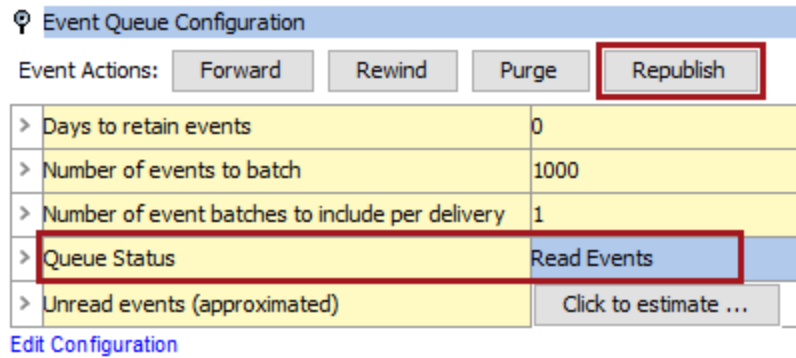 Event Queue Configuration
Event Actions: Forward Rewind Purge Republish
Days to retain events 0
Number of events to batch 1000
Number of event batches to include per delivery 1
Queue Status Read Events
Unread events (approximated) Click to estimate ...
Edit Configuration